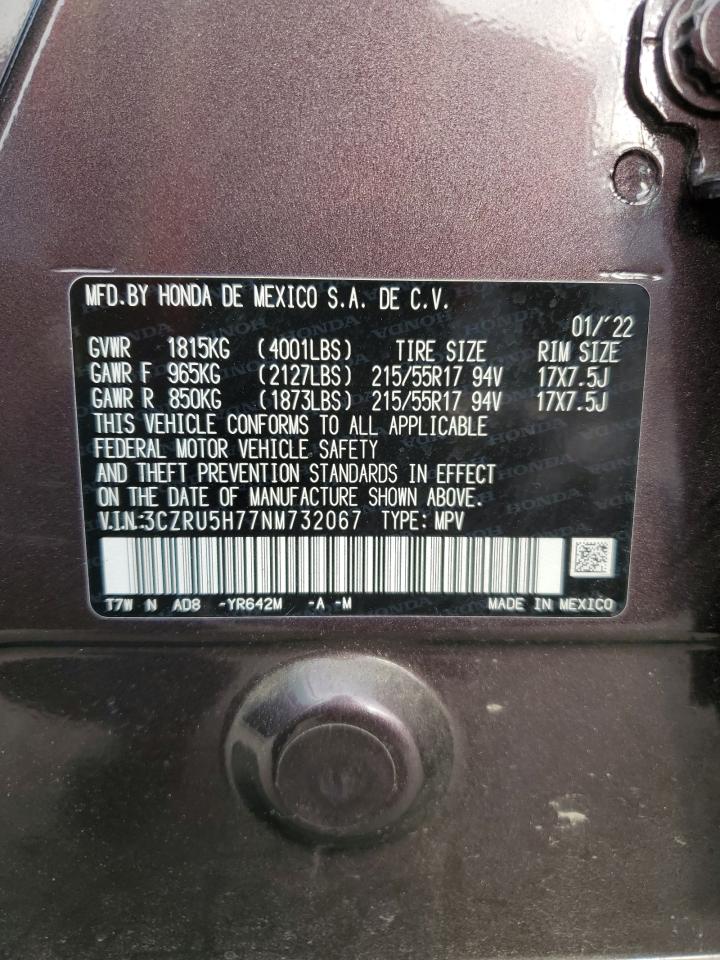 MFD.BY HONDA DE MEXICO S.A. DE C.V.
01/'22
GVWR 1815KG (4001LBS) TIRE SIZE RIM SIZE
GAWR F 965KG (2127LBS) 215/55R17 94V 17X7.5J
GAWR R 850KG (1873LBS) 215/55R17 94V 17X7.5J
THIS VEHICLE CONFORMS TO ALL APPLICABLE
FEDERAL MOTOR VEHICLE SAFETY
AND THEFT PREVENTION STANDARDS IN EFFECT
ON THE DATE OF MANUFACTURE SHOWN ABOVE.
V.I.N.:3CZRU5H77NM732067 TYPE: MPV
T7W N AD8 -YR642M -A -M MADE IN MEXICO